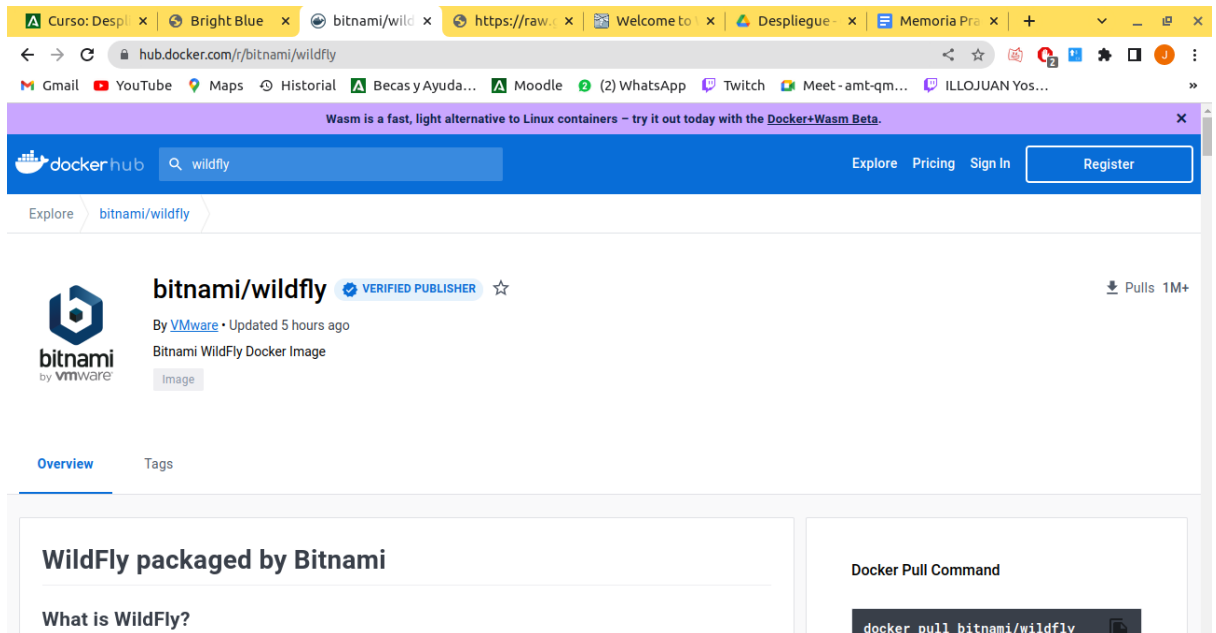 Curso: Despli
Bright Blue
bitnami/wild
https://raw.g
Welcome to W
Despliegue -
Memoria Pra
hub.docker.com/r/bitnami/wildfly
2
J
Gmail YouTube Maps Historial Becas y Ayuda... Moodle (2) WhatsApp Twitch Meet - amt-qm... ILLOJUAN Yos... »
Wasm is a fast, light alternative to Linux containers – try it out today with the Docker+Wasm Beta.
dockerhub wildfly Explore Pricing Sign In Register
Explore bitnami/wildfly
bitnami/wildfly VERIFIED PUBLISHER Pulls 1M+
By VMware • Updated 5 hours ago
Bitnami WildFly Docker Image
Image
bitnami
by vmware
Overview Tags
WildFly packaged by Bitnami
Docker Pull Command
What is WildFly?
docker pull bitnami/wildfly